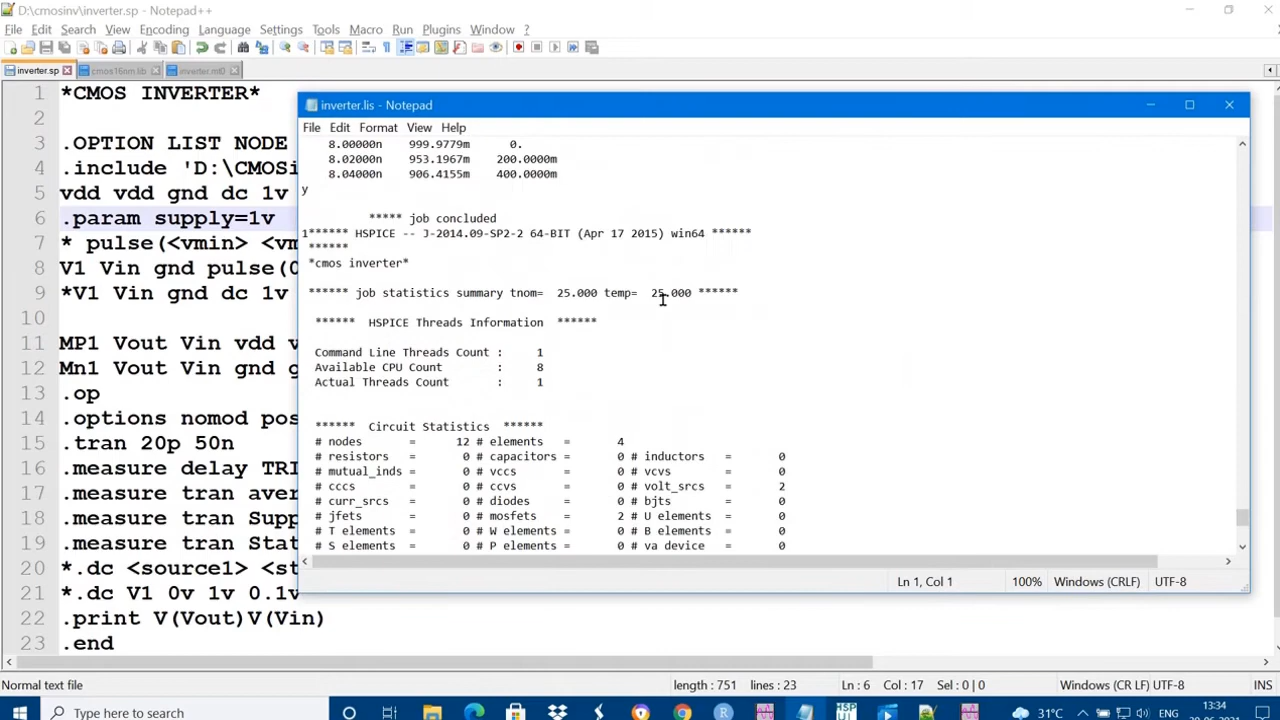 D:\cmosinv\inverter.sp - Notepad++
File Edit Search View Encoding Settings Tools Macro Run Plugins Window ?
inverter.sp cmos16nm.lib inverter.mt0
1 *CMOS INVERTER*
2
3 .OPTION LIST NODE
4 .include 'D:\CMOSi
5 vdd vdd gnd dc 1v
6 .param supply=1v
7 * pulse(<vmin> <vm
8 V1 Vin gnd pulse(0
9 *V1 Vin gnd dc 1v
10
11 MP1 Vout Vin vdd v
12 Mn1 Vout Vin gnd g
13 .op
14 .options nomod pos
15 .tran 20p 50n
16 .measure delay TRI
17 .measure tran aver
18 .measure tran Supp
19 .measure tran Stat
20 *.dc <source1> <st
21 *.dc V1 0v 1v 0.1v
22 .print V(Vout)V(Vin)
23 .end
inverter.lis - Notepad
File Edit Format View Help
8.00000n 999.9779m 0.
8.02000n 953.1967m 200.0000m
8.04000n 906.4155m 400.0000m
y
***** job concluded
1****** HSPICE -- J-2014.09-SP2-2 64-BIT (Apr 17 2015) win64 ******
******
*cmos inverter*
****** job statistics summary tnom= 25.000 temp= 25.000 ******
****** HSPICE Threads Information ******
Command Line Threads Count : 1
Available CPU Count : 8
Actual Threads Count : 1
****** Circuit Statistics ******
# nodes = 12 # elements = 4
# resistors = 0 # capacitors = 0 # inductors = 0
# mutual_inds = 0 # vccs = 0 # vcvs = 0
# cccs = 0 # ccvs = 0 # volt_srcs = 2
# curr_srcs = 0 # diodes = 0 # bjts = 0
# jfets = 0 # mosfets = 2 # U elements = 0
# T elements = 0 # W elements = 0 # B elements = 0
# S elements = 0 # P elements = 0 # va device = 0
Ln 1, Col 1 100% Windows (CRLF) UTF-8
Normal text file length : 751 lines : 23 Ln : 6 Col : 17 Sel : 0 | 0 Windows (CR LF) UTF-8 INS
Type here to search 31°C 13:34